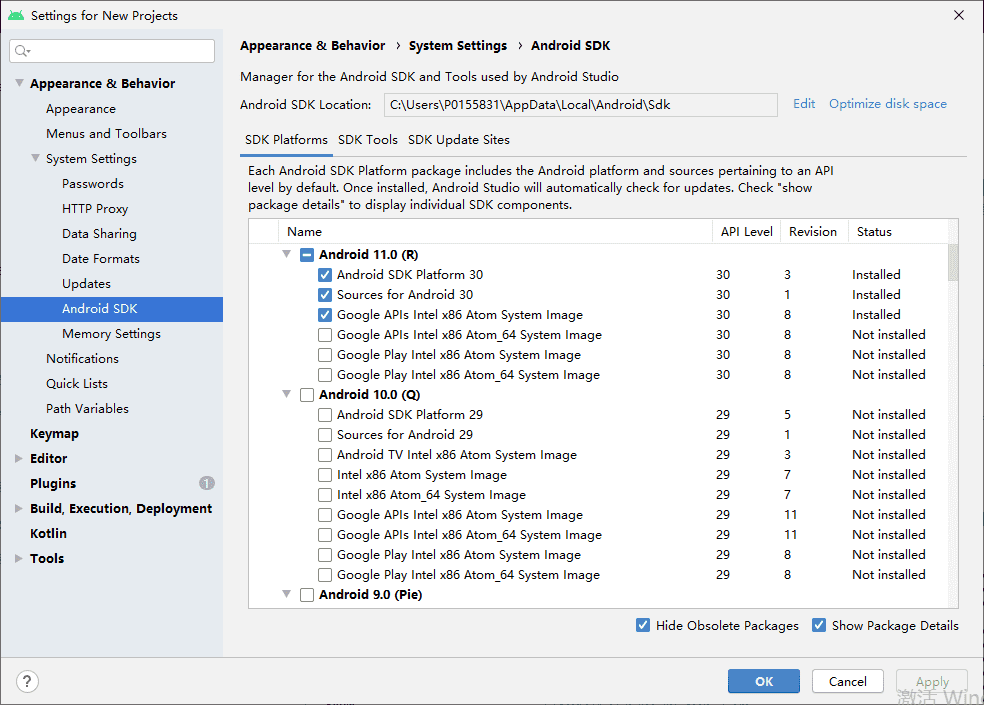 Settings for New Projects
Appearance & Behavior
Appearance
Menus and Toolbars
System Settings
Passwords
HTTP Proxy
Data Sharing
Date Formats
Updates
Android SDK
Memory Settings
Notifications
Quick Lists
Path Variables
Keymap
Editor
Plugins 1
Build, Execution, Deployment
Kotlin
Tools
Appearance & Behavior › System Settings › Android SDK
Manager for the Android SDK and Tools used by Android Studio
Android SDK Location: C:\Users\P0155831\AppData\Local\Android\Sdk Edit Optimize disk space
SDK Platforms SDK Tools SDK Update Sites
Each Android SDK Platform package includes the Android platform and sources pertaining to an API
level by default. Once installed, Android Studio will automatically check for updates. Check "show
package details" to display individual SDK components.
Name API Level Revision Status
Android 11.0 (R)
Android SDK Platform 30 30 3 Installed
Sources for Android 30 30 1 Installed
Google APIs Intel x86 Atom System Image 30 8 Installed
Google APIs Intel x86 Atom_64 System Image 30 8 Not installed
Google Play Intel x86 Atom System Image 30 8 Not installed
Google Play Intel x86 Atom_64 System Image 30 8 Not installed
Android 10.0 (Q)
Android SDK Platform 29 29 5 Not installed
Sources for Android 29 29 1 Not installed
Android TV Intel x86 Atom System Image 29 3 Not installed
Intel x86 Atom System Image 29 7 Not installed
Intel x86 Atom_64 System Image 29 7 Not installed
Google APIs Intel x86 Atom System Image 29 11 Not installed
Google APIs Intel x86 Atom_64 System Image 29 11 Not installed
Google Play Intel x86 Atom System Image 29 8 Not installed
Google Play Intel x86 Atom_64 System Image 29 8 Not installed
Android 9.0 (Pie)
Hide Obsolete Packages Show Package Details
? OK Cancel Apply
激活 Win